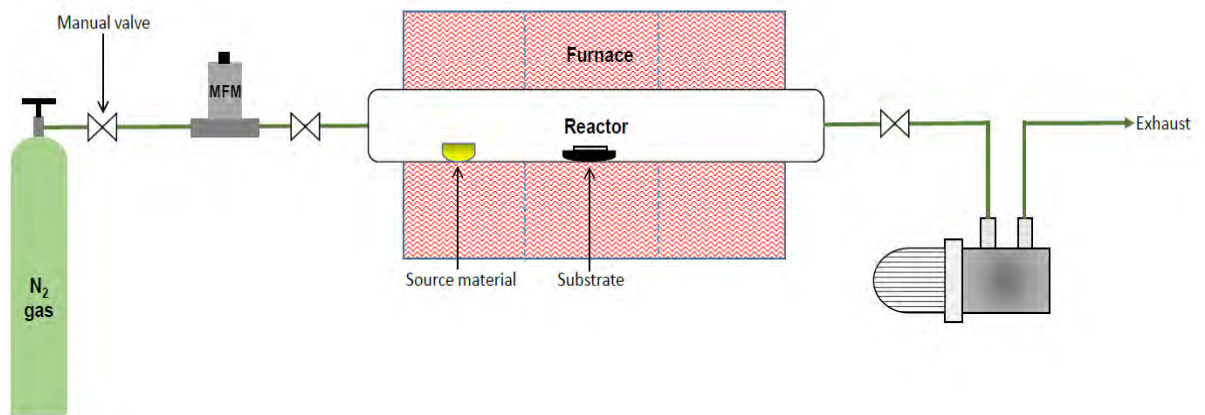 Manual valve
Furnace
MFM
Reactor
Exhaust
Source material
Substrate
N₂
gas